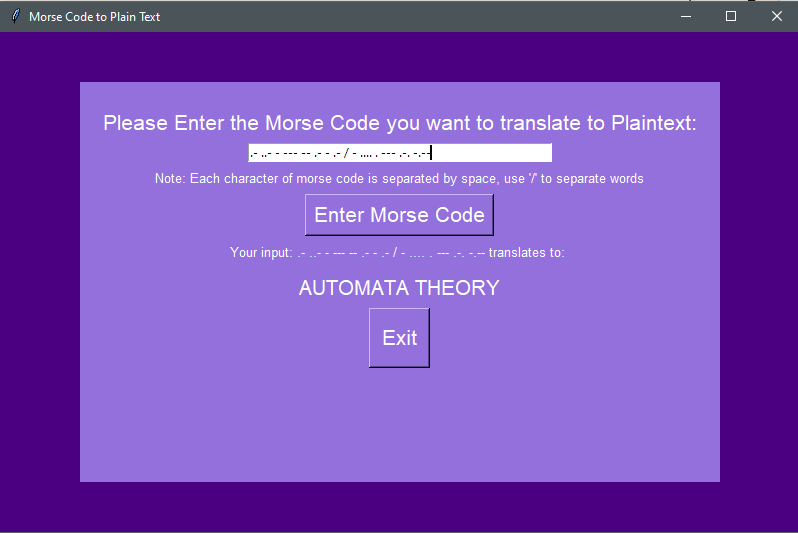 Morse Code to Plain Text
Please Enter the Morse Code you want to translate to Plaintext:
.- ..- - --- -- .- - .- / - .... . --- .-. -.--
Note: Each character of morse code is separated by space, use '/' to separate words
Enter Morse Code
Your input: .- ..- - --- -- .- - .- / - .... . --- .-. -.-- translates to:
AUTOMATA THEORY
Exit